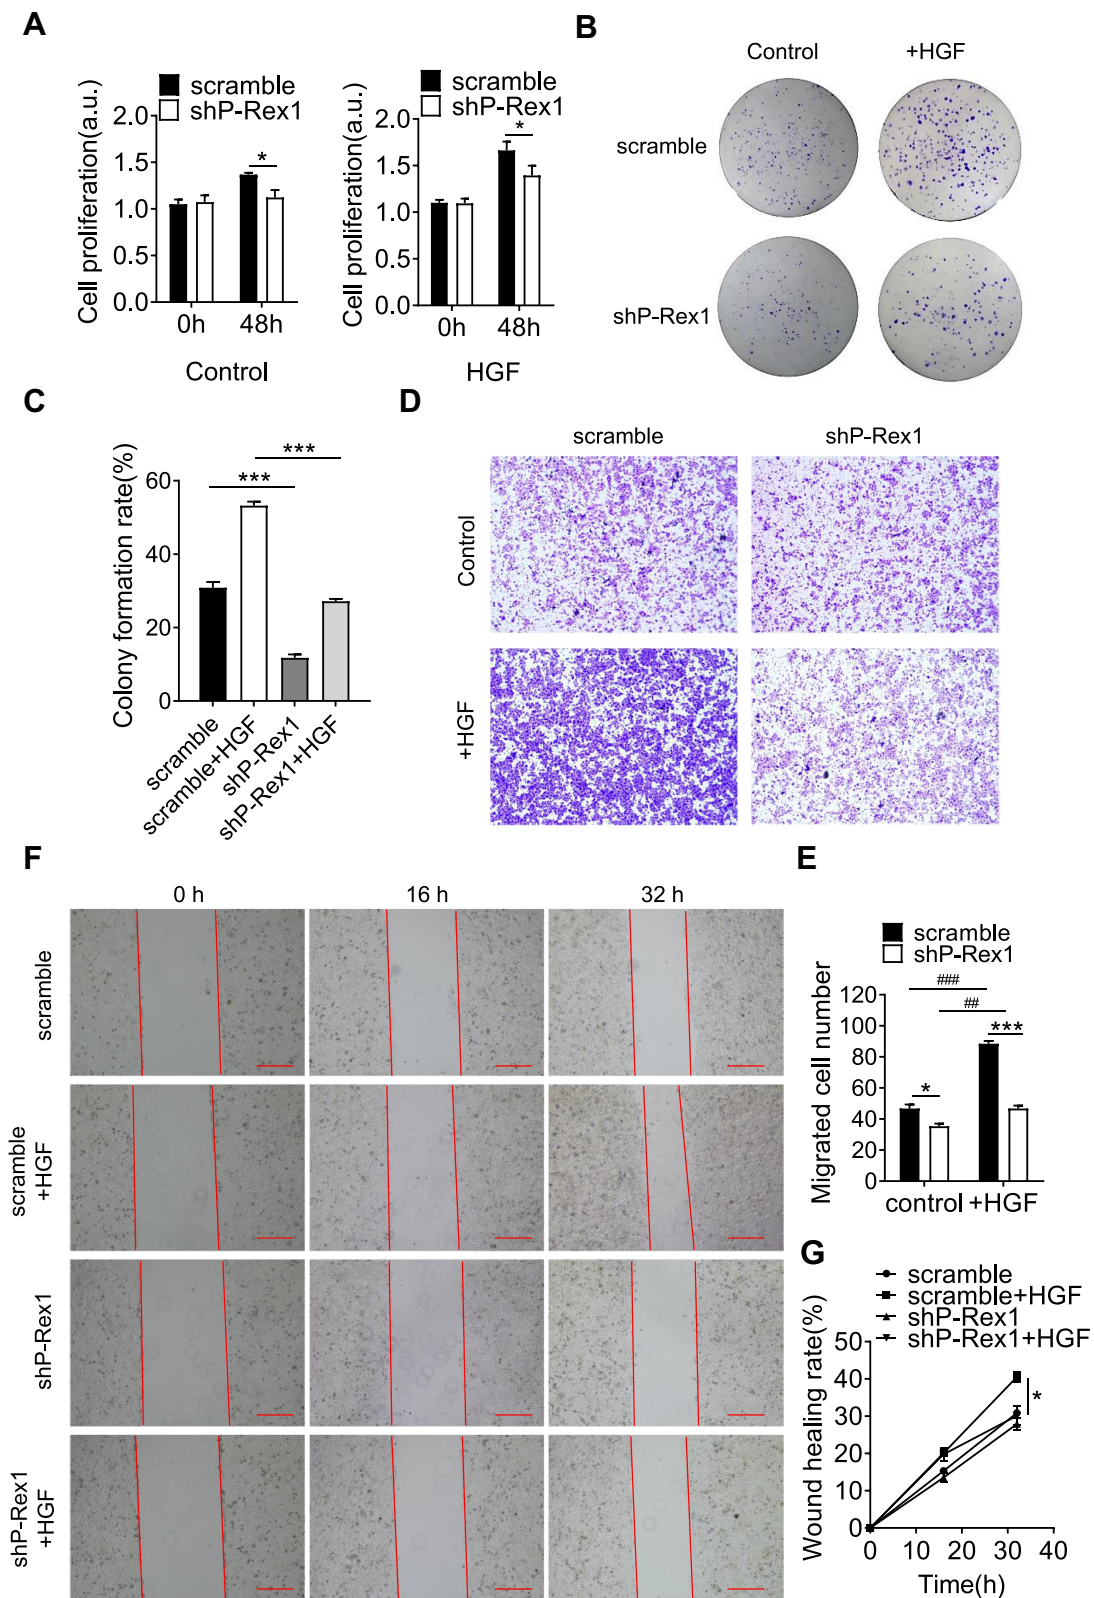 A
scramble
shP-Rex1
Cell proliferation(a.u.)
2.0
1.5
1.0
0.5
0.0
*
0h
48h
Control
scramble
shP-Rex1
Cell proliferation(a.u.)
2.0
1.5
1.0
0.5
0.0
*
0h
48h
HGF
B
Control
+HGF
scramble
shP-Rex1
C
Colony formation rate(%)
60
40
20
0
***
***
scramble
scramble+HGF
shP-Rex1
shP-Rex1+HGF
D
scramble
shP-Rex1
Control
+HGF
F
0 h
16 h
32 h
scramble
scramble
+HGF
shP-Rex1
shP-Rex1
+HGF
E
scramble
shP-Rex1
Migrated cell number
120
100
80
60
40
20
0
###
##
***
*
control
+HGF
G
scramble
scramble+HGF
shP-Rex1
shP-Rex1+HGF
Wound healing rate(%)
50
40
30
20
10
0
*
0
10
20
30
40
Time(h)